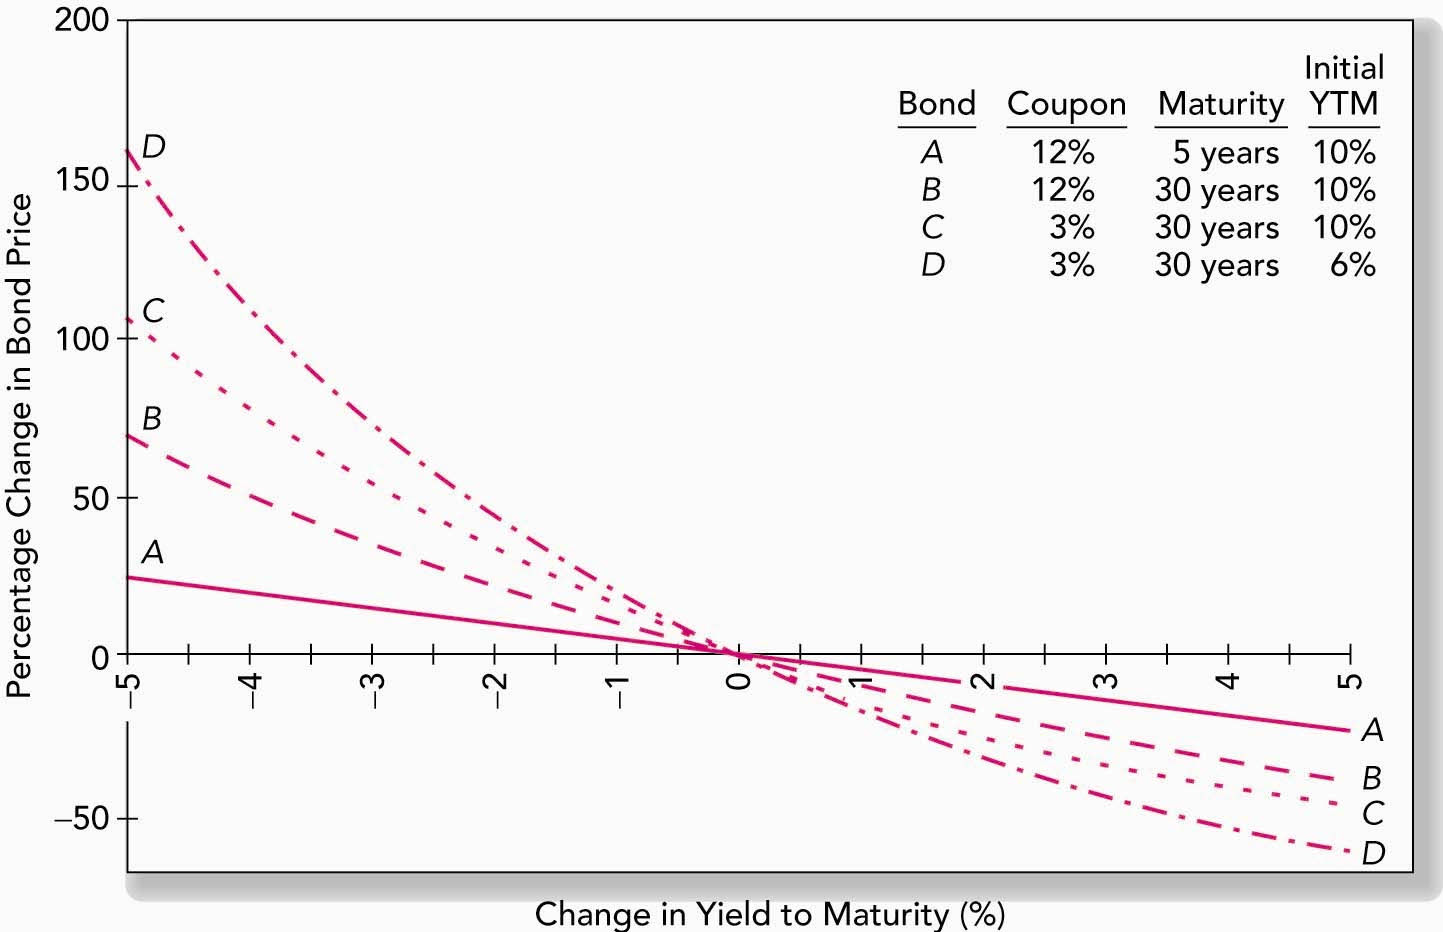 200
150
100
50
0
–50
Percentage Change in Bond Price
D
C
B
A
Initial
Bond Coupon Maturity YTM
A 12% 5 years 10%
B 12% 30 years 10%
C 3% 30 years 10%
D 3% 30 years 6%
–5 –4 –3 –2 –1 0 1 2 3 4 5
A
B
C
D
Change in Yield to Maturity (%)